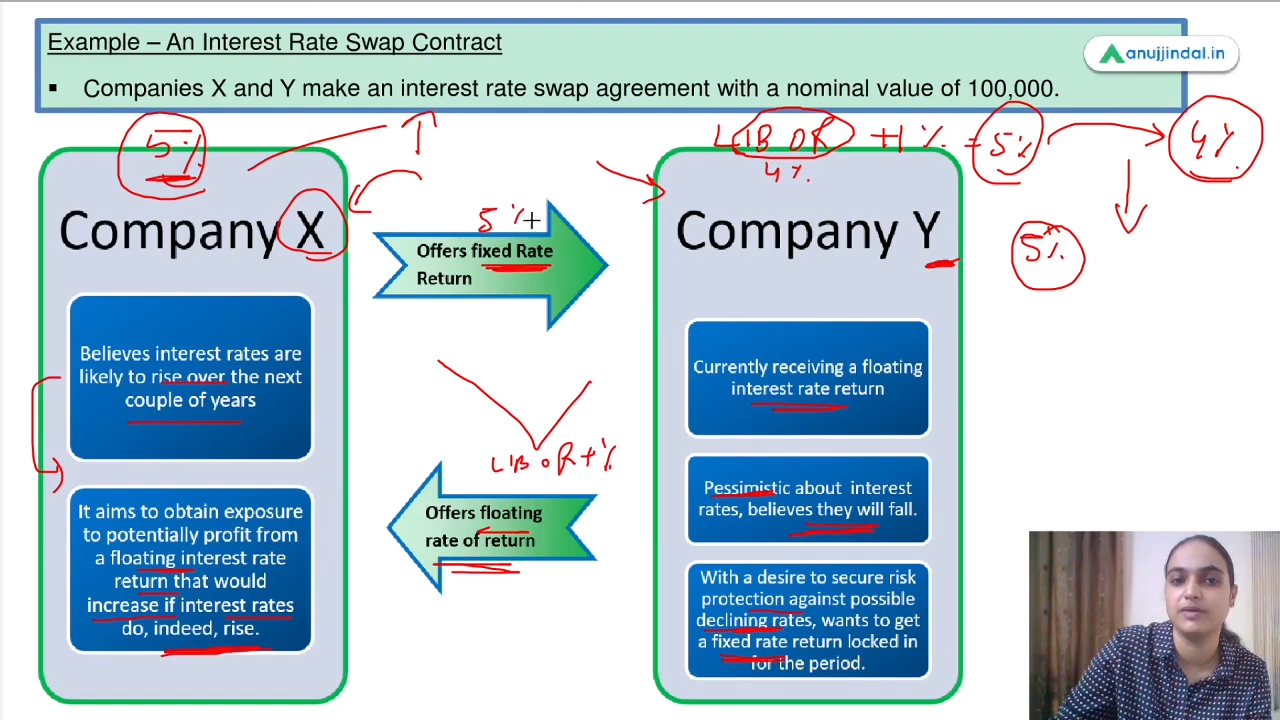 Example – An Interest Rate Swap Contract
anujjindal.in
▪ Companies X and Y make an interest rate swap agreement with a nominal value of 100,000.
5%
LIBOR +1% = 5%
4%
4%
5%
Company X
5%
Offers fixed Rate
Return
Company Y
Believes interest rates are
likely to rise over the next
couple of years
It aims to obtain exposure
to potentially profit from
a floating interest rate
return that would
increase if interest rates
do, indeed, rise.
LIBOR+%
Offers floating
rate of return
Currently receiving a floating
interest rate return
Pessimistic about interest
rates, believes they will fall.
With a desire to secure risk
protection against possible
declining rates, wants to get
a fixed rate return locked in
for the period.